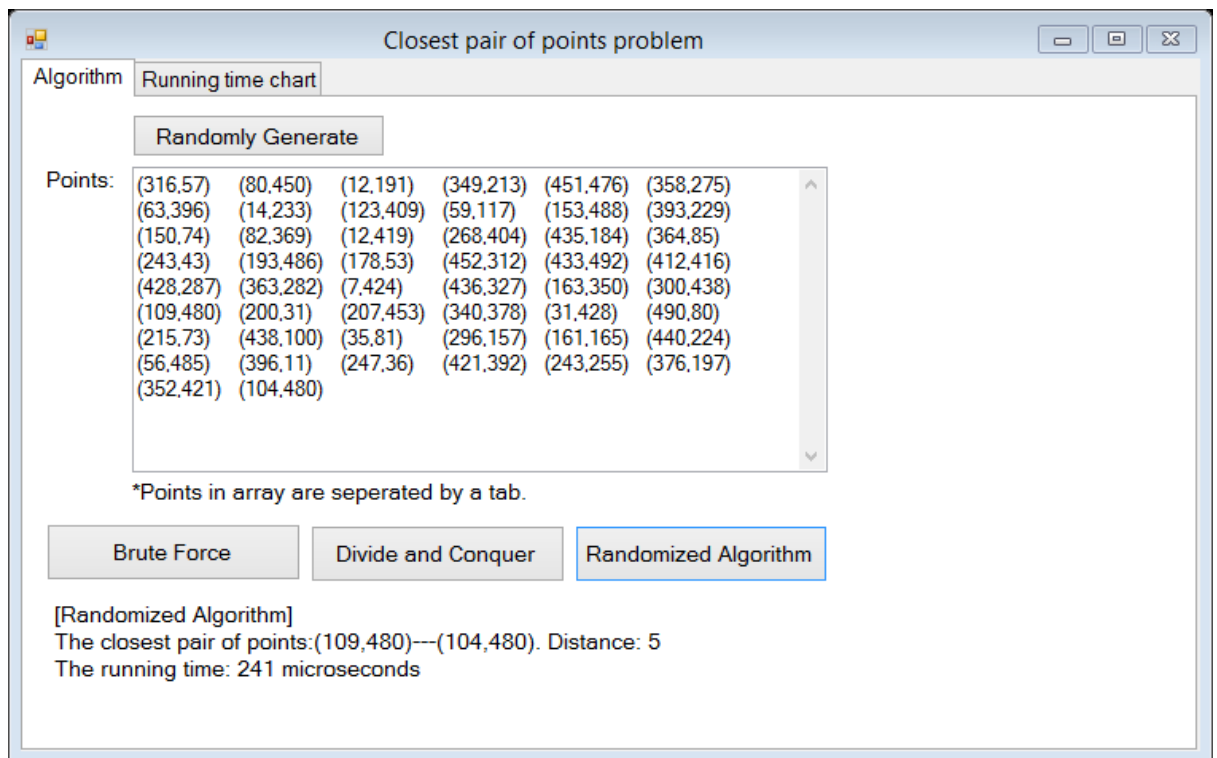 Closest pair of points problem
Algorithm Running time chart
Randomly Generate
Points:
(316,57) (80,450) (12,191) (349,213) (451,476) (358,275)
(63,396) (14,233) (123,409) (59,117) (153,488) (393,229)
(150,74) (82,369) (12,419) (268,404) (435,184) (364,85)
(243,43) (193,486) (178,53) (452,312) (433,492) (412,416)
(428,287) (363,282) (7,424) (436,327) (163,350) (300,438)
(109,480) (200,31) (207,453) (340,378) (31,428) (490,80)
(215,73) (438,100) (35,81) (296,157) (161,165) (440,224)
(56,485) (396,11) (247,36) (421,392) (243,255) (376,197)
(352,421) (104,480)
*Points in array are seperated by a tab.
Brute Force Divide and Conquer Randomized Algorithm
[Randomized Algorithm]
The closest pair of points:(109,480)---(104,480). Distance: 5
The running time: 241 microseconds